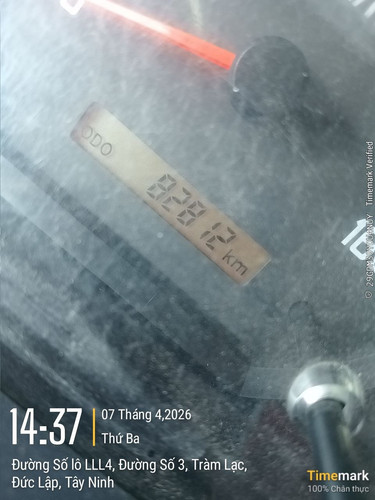 ODO
82812
km
14:37
07 Tháng 4,2026
Thứ Ba
Đường Số lô LLL4, Đường Số 3, Tràm Lạc,
Đức Lập, Tây Ninh
Timemark
100% Chân thực
Timemark Verified